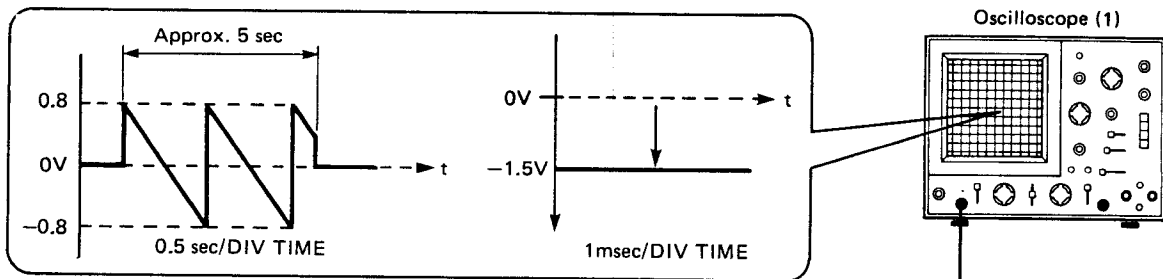 Oscilloscope (1)
Approx. 5 sec
0.8
0V
t
−0.8
0.5 sec/DIV TIME
0V
t
−1.5V
1msec/DIV TIME